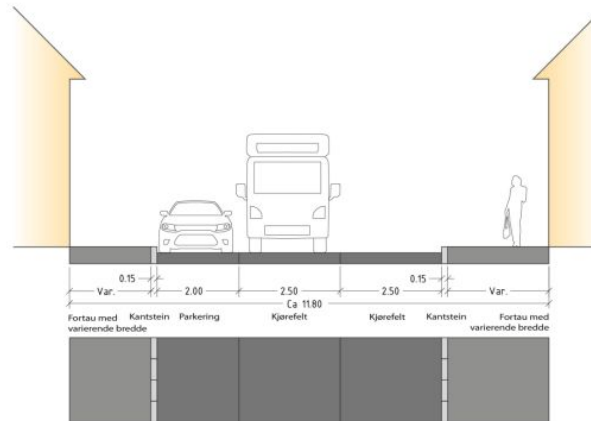 0.15
0.15
Var.
2.00
2.50
2.50
Var.
Ca 11.80
Fortau med
varierende bredde
Kantstein
Parkering
Kjørefelt
Kjørefelt
Kantstein
Fortau med
varierende bredde